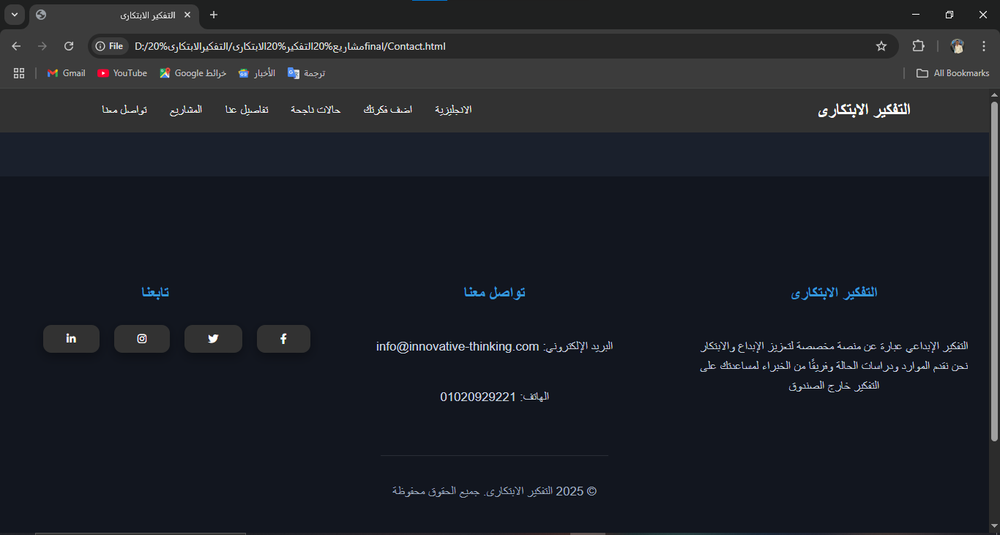 التفكير الابتكارى
File
D:/مشاريع%20التفكير%20الابتكارى/التفكيرالابتكارى%20final/Contact.html
Gmail
YouTube
خرائط Google
الأخبار
ترجمة
All Bookmarks
التفكير الابتكارى
الانجليزية
اضف فكرتك
حالات ناجحة
تفاصيل عنا
المشاريع
تواصل معنا
التفكير الابتكارى
التفكير الإبداعي عبارة عن منصة مخصصة لتعزيز الإبداع والابتكار
نحن نقدم الموارد ودراسات الحالة وفريقًا من الخبراء لمساعدتك على
التفكير خارج الصندوق
تواصل معنا
البريد الإلكتروني: info@innovative-thinking.com
الهاتف: 01020929221
تابعنا
© 2025 التفكير الابتكارى. جميع الحقوق محفوظة